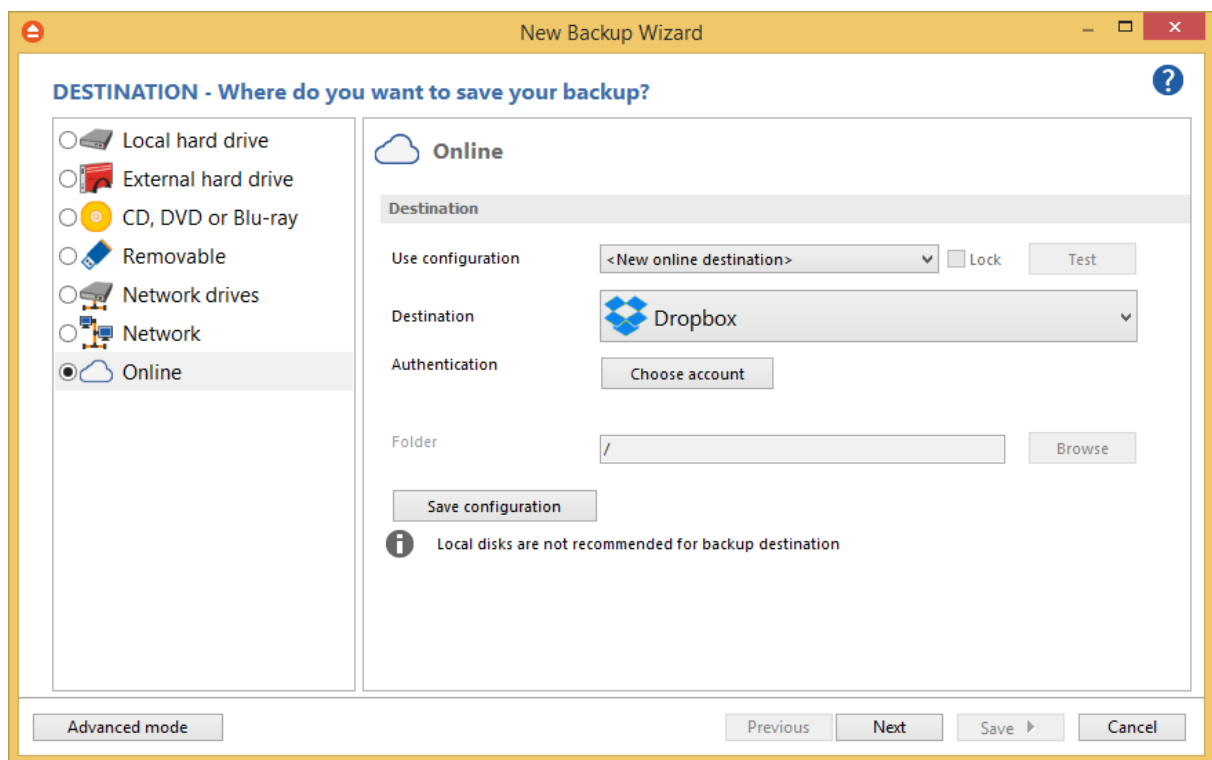 New Backup Wizard
DESTINATION - Where do you want to save your backup?
?
Local hard drive
External hard drive
CD, DVD or Blu-ray
Removable
Network drives
Network
Online
Online
Destination
Use configuration <New online destination> Lock Test
Destination Dropbox
Authentication Choose account
Folder / Browse
Save configuration
Local disks are not recommended for backup destination
Advanced mode Previous Next Save Cancel